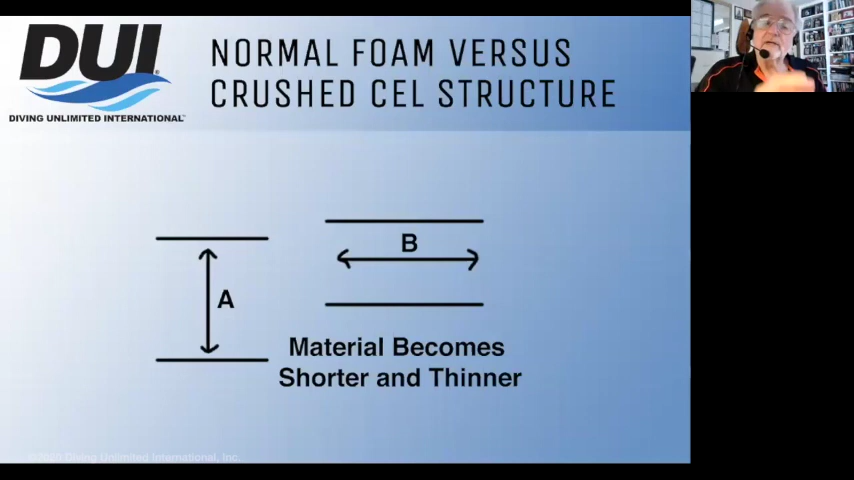 DUI®
DIVING UNLIMITED INTERNATIONAL®
NORMAL FOAM VERSUS
CRUSHED CEL STRUCTURE
A
B
Material Becomes
Shorter and Thinner
©2020 Diving Unlimited International, Inc.